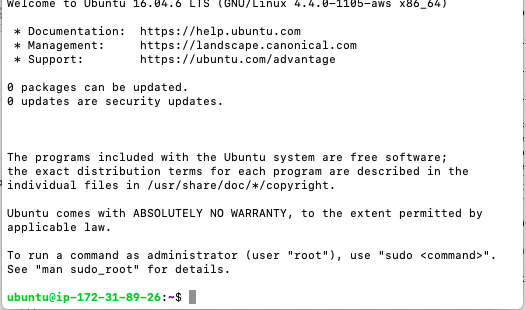 Welcome to Ubuntu 16.04.6 LTS (GNU/Linux 4.4.0-1105-aws x86_64)
* Documentation:  https://help.ubuntu.com
* Management:     https://landscape.canonical.com
* Support:        https://ubuntu.com/advantage
0 packages can be updated.
0 updates are security updates.
The programs included with the Ubuntu system are free software;
the exact distribution terms for each program are described in the
individual files in /usr/share/doc/*/copyright.
Ubuntu comes with ABSOLUTELY NO WARRANTY, to the extent permitted by
applicable law.
To run a command as administrator (user "root"), use "sudo <command>".
See "man sudo_root" for details.
ubuntu@ip-172-31-89-26:~$